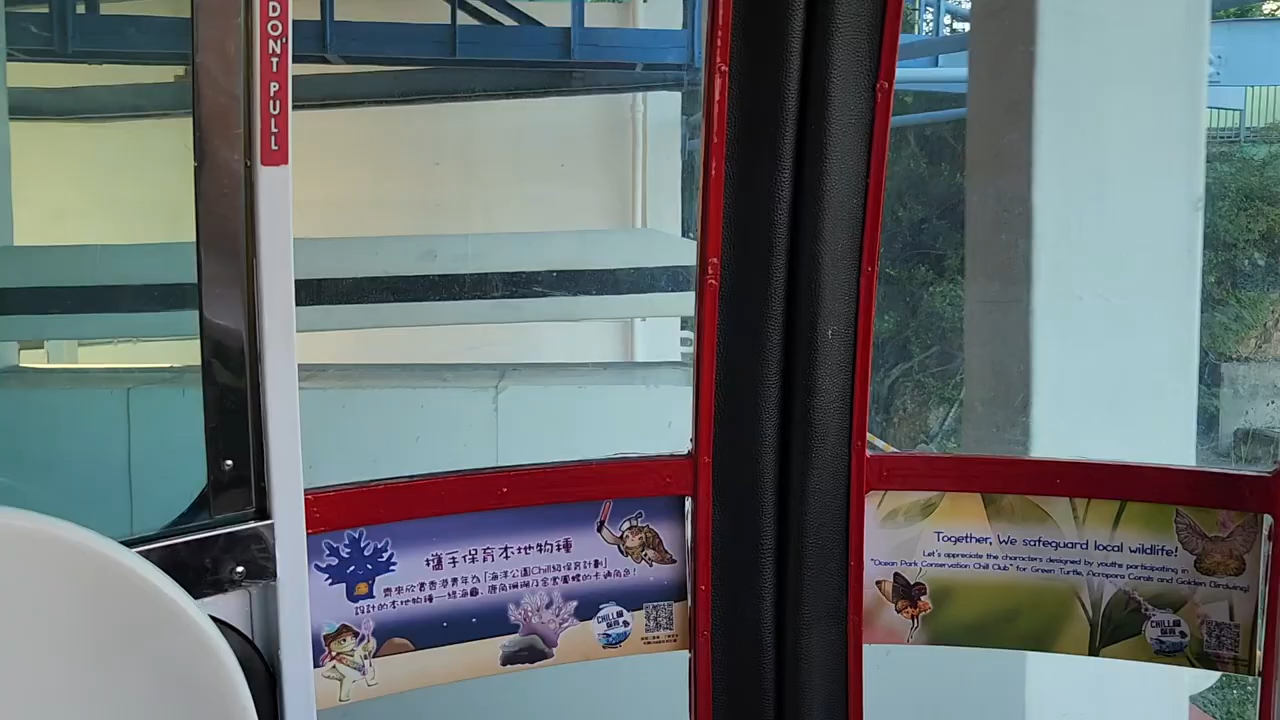 DON'T PULL
攜手保育本地物種
齊來欣賞香港青年為「海洋公園Chill級保育計劃」
設計的本地物種—綠海龜、鹿角珊瑚及金裳鳳蝶的卡通角色！
CHILL級
保育
Together, We safeguard local wildlife!
Let's appreciate the characters designed by youths participating in
"Ocean Park Conservation Chill Club" for Green Turtle, Acropora Corals and Golden Birdwing!
CHILL級
保育